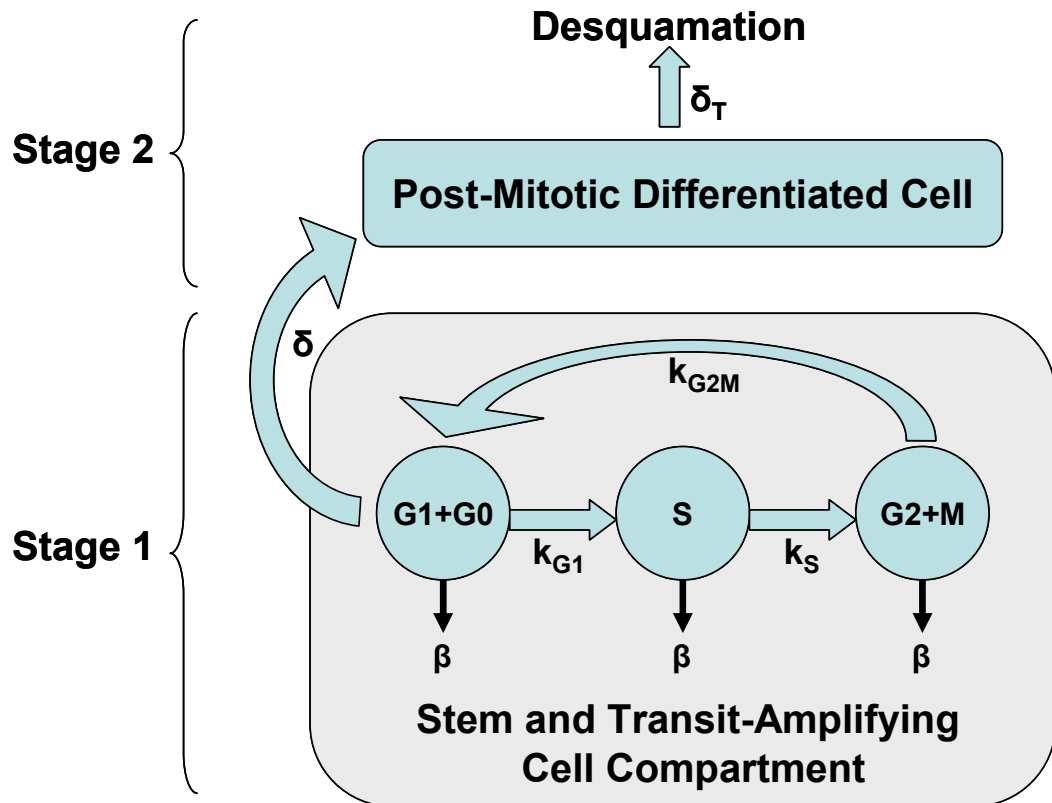 Desquamation
δT
Stage 2
Post-Mitotic Differentiated Cell
δ
kG2M
G1+G0
S
G2+M
Stage 1
kG1
kS
β
β
β
Stem and Transit-Amplifying
Cell Compartment